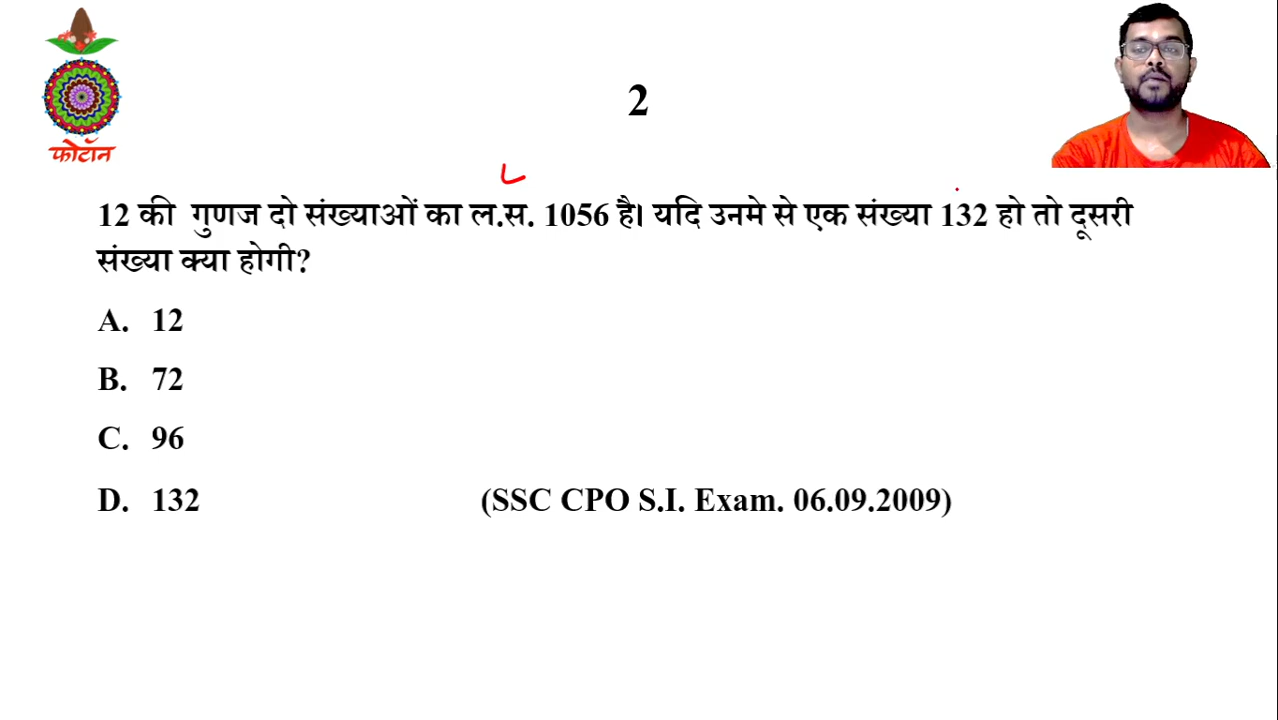 फोटॉन
2
12 की गुणज दो संख्याओं का ल.स. 1056 है। यदि उनमे से एक संख्या 132 हो तो दूसरी
संख्या क्या होगी?
A. 12
B. 72
C. 96
D. 132 (SSC CPO S.I. Exam. 06.09.2009)